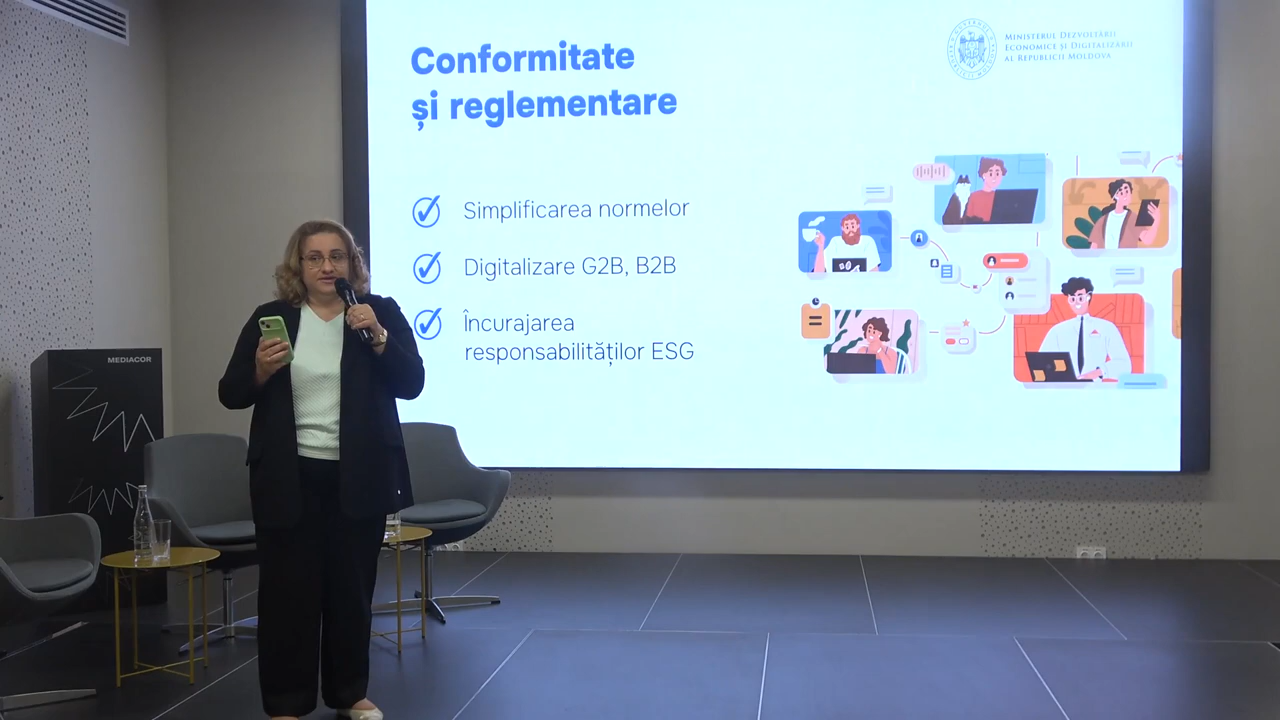 Conformitate
și reglementare
MINISTERUL DEZVOLTĂRII
ECONOMICE ȘI DIGITALIZĂRII
AL REPUBLICII MOLDOVA
Simplificarea normelor
Digitalizare G2B, B2B
Încurajarea
responsabilităților ESG
MEDIACOR